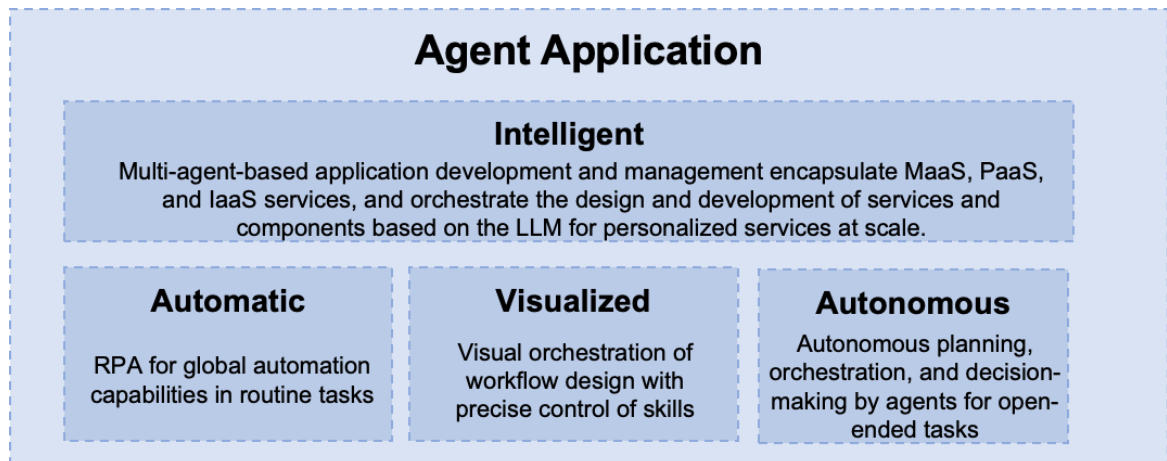 Agent Application
Intelligent
Multi-agent-based application development and management encapsulate MaaS, PaaS,
and IaaS services, and orchestrate the design and development of services and
components based on the LLM for personalized services at scale.
Automatic
RPA for global automation
capabilities in routine tasks
Visualized
Visual orchestration of
workflow design with
precise control of skills
Autonomous
Autonomous planning,
orchestration, and decision-
making by agents for open-
ended tasks